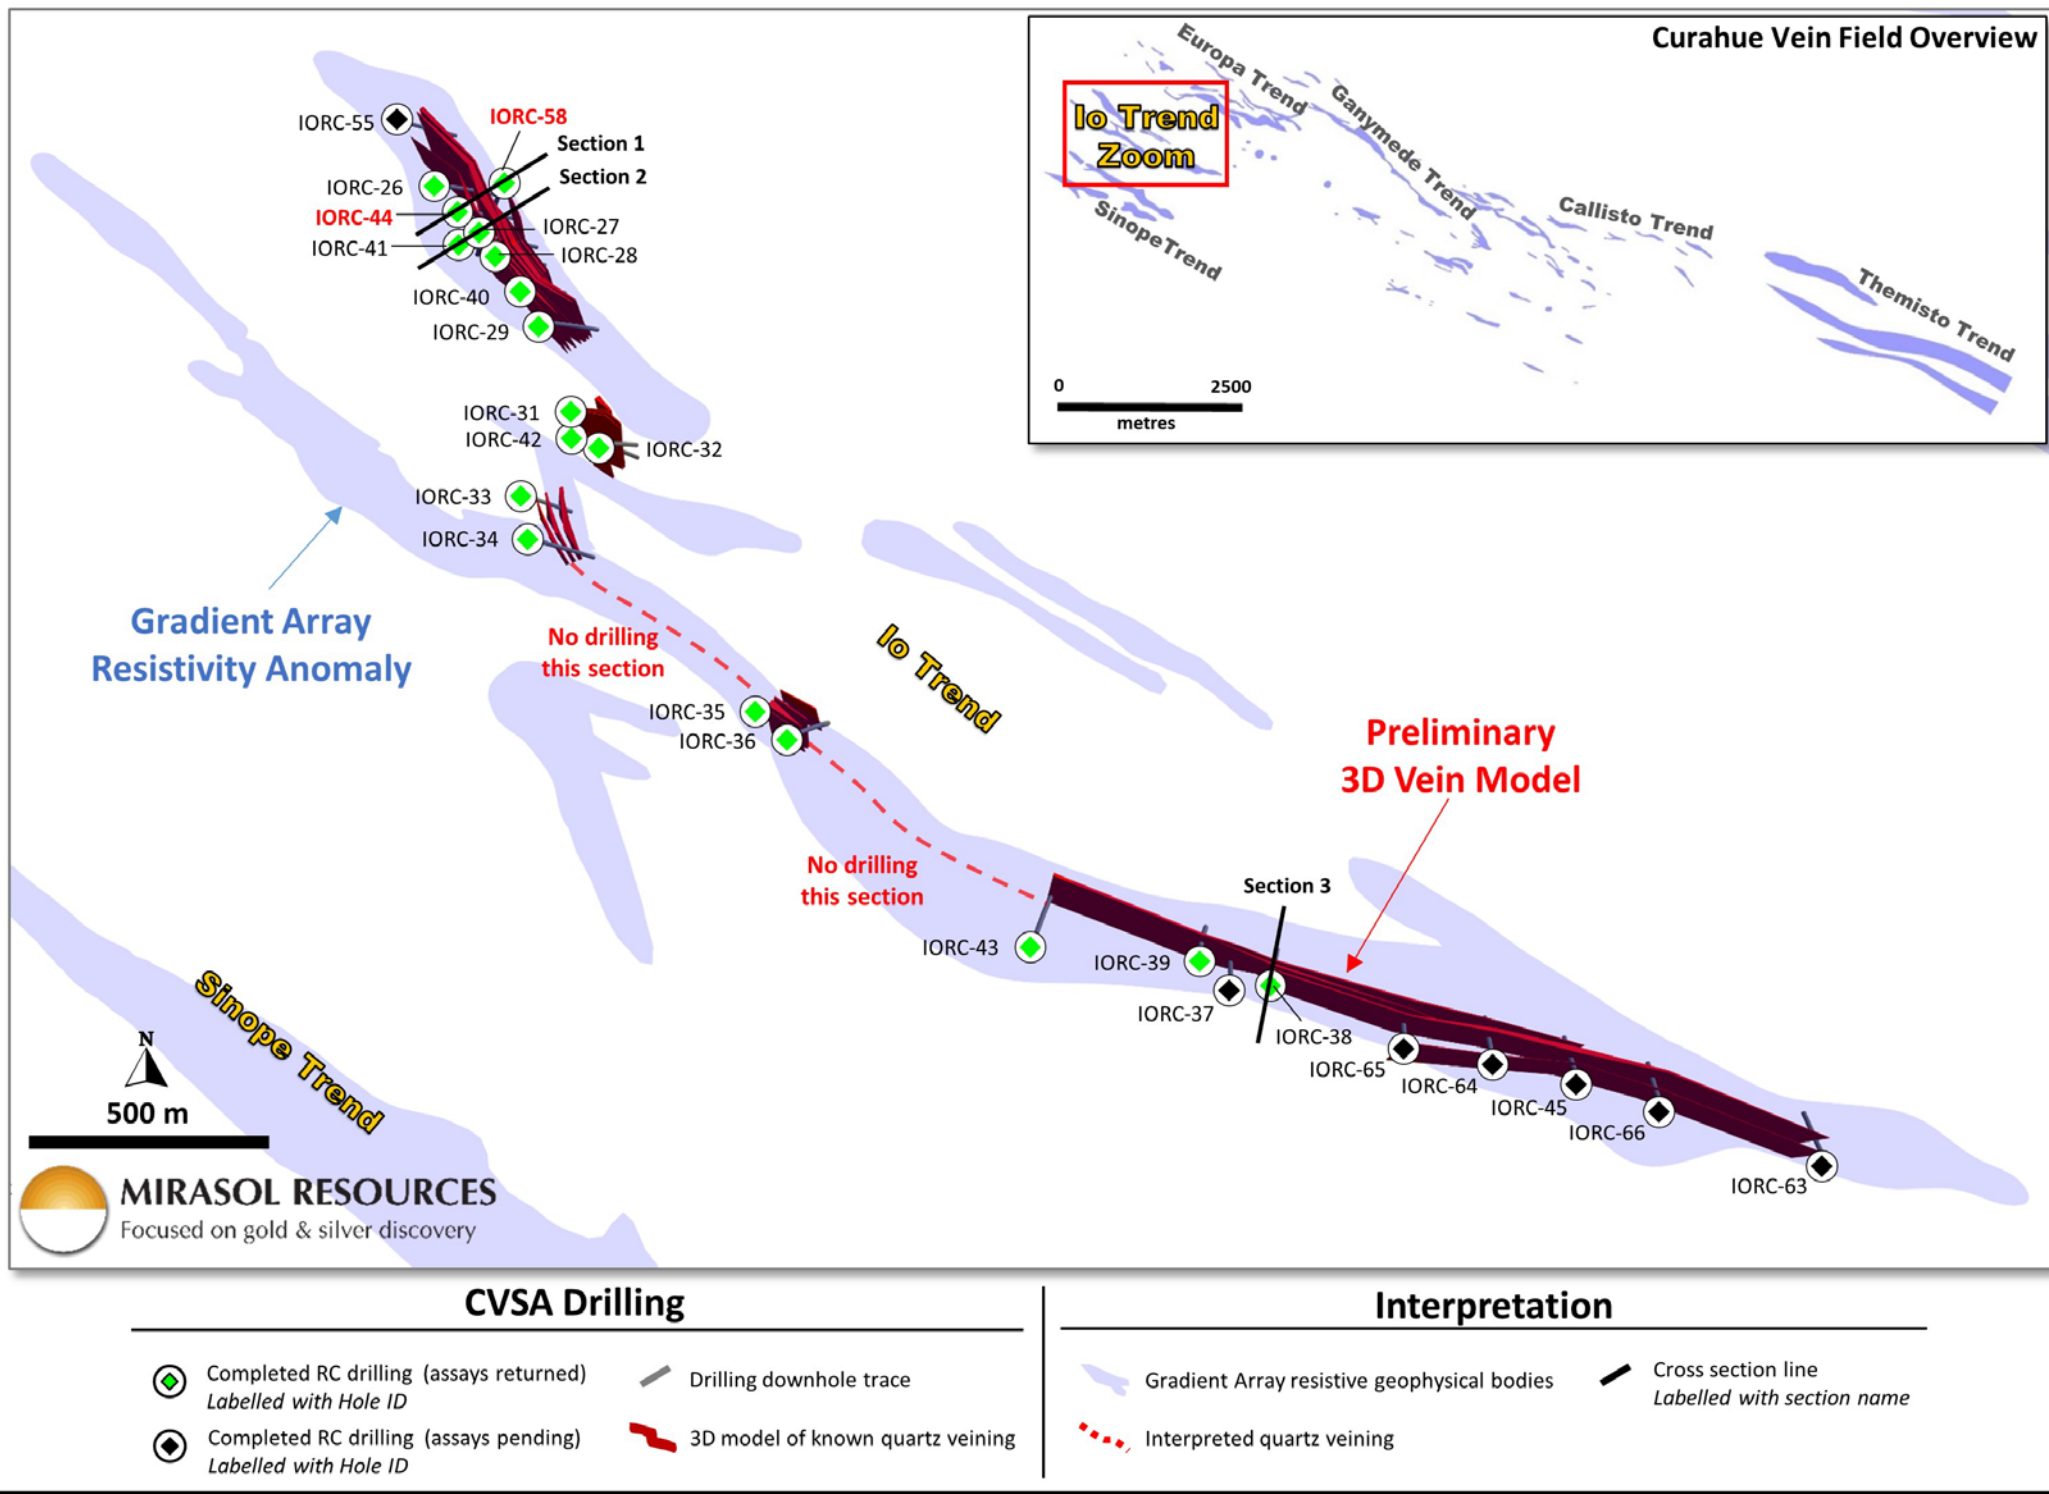 Curahue Vein Field Overview
Europa Trend
Ganymede Trend
Io Trend
Zoom
Callisto Trend
SinopeTrend
Themisto Trend
0 2500
metres
IORC-55
IORC-58
Section 1
Section 2
IORC-26
IORC-44
IORC-27
IORC-41
IORC-28
IORC-40
IORC-29
IORC-31
IORC-42
IORC-32
IORC-33
IORC-34
Gradient Array
Resistivity Anomaly
No drilling
this section
Io Trend
IORC-35
IORC-36
Preliminary
3D Vein Model
No drilling
this section
Section 3
IORC-43
IORC-39
IORC-37
IORC-38
IORC-65
IORC-64
IORC-45
IORC-66
IORC-63
Sinope Trend
N
500 m
MIRASOL RESOURCES
Focused on gold & silver discovery
CVSA Drilling
Completed RC drilling (assays returned)
Labelled with Hole ID
Completed RC drilling (assays pending)
Labelled with Hole ID
Drilling downhole trace
3D model of known quartz veining
Interpretation
Gradient Array resistive geophysical bodies
Interpreted quartz veining
Cross section line
Labelled with section name